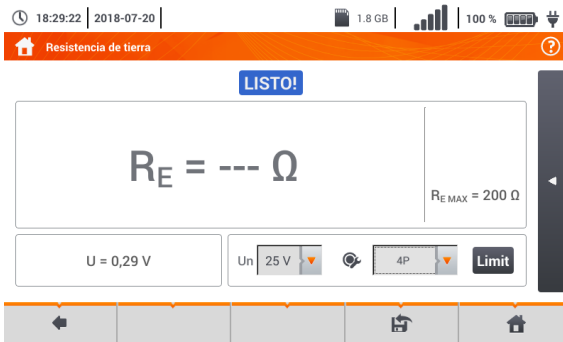 18:29:22 2018-07-20 1.8 GB 100 %
Resistencia de tierra ?
LISTO!
RE = --- Ω
RE MAX = 200 Ω
U = 0,29 V Un 25 V 4P Limit